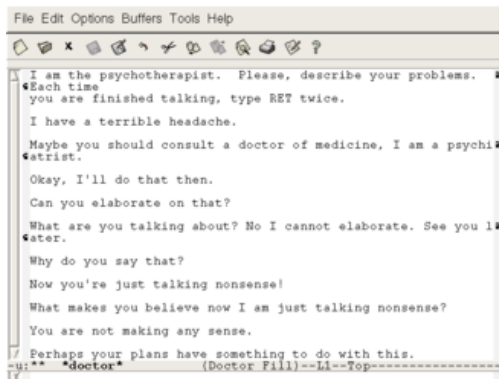 File Edit Options Buffers Tools Help
I am the psychotherapist.  Please, describe your problems.
Each time
you are finished talking, type RET twice.
I have a terrible headache.
Maybe you should consult a doctor of medicine, I am a psychi
atrist.
Okay, I'll do that then.
Can you elaborate on that?
What are you talking about? No I cannot elaborate. See you l
ater.
Why do you say that?
Now you're just talking nonsense!
What makes you believe now I am just talking nonsense?
You are not making any sense.
Perhaps your plans have something to do with this.
-u:**  *doctor*            (Doctor Fill)--L1--Top----------------